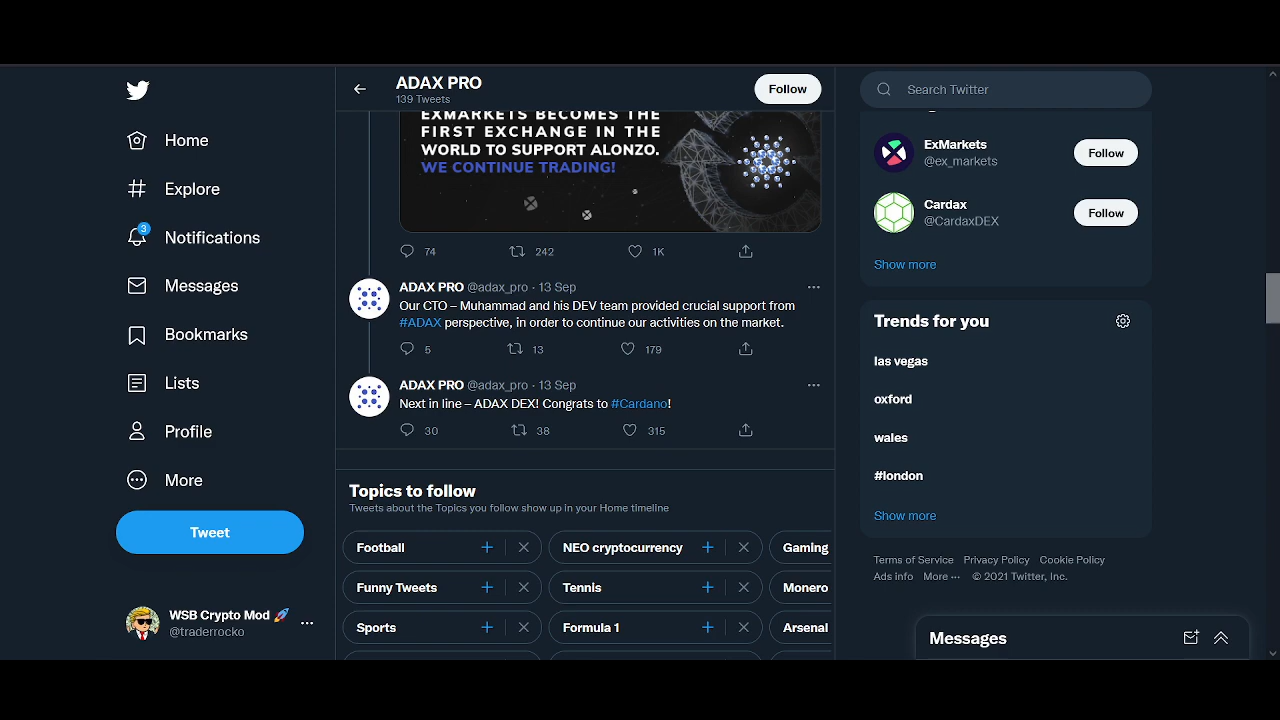 Home
Explore
3
Notifications
Messages
Bookmarks
Lists
Profile
More
Tweet
WSB Crypto Mod 🚀
@traderrocko
ADAX PRO
139 Tweets
Follow
EXMARKETS BECOMES THE
FIRST EXCHANGE IN THE
WORLD TO SUPPORT ALONZO.
WE CONTINUE TRADING!
74 242 1K
ADAX PRO @adax_pro · 13 Sep
Our CTO – Muhammad and his DEV team provided crucial support from
#ADAX perspective, in order to continue our activities on the market.
5 13 179
ADAX PRO @adax_pro · 13 Sep
Next in line – ADAX DEX! Congrats to #Cardano!
30 38 315
Topics to follow
Tweets about the Topics you follow show up in your Home timeline
Football NEO cryptocurrency Gaming
Funny Tweets Tennis Monero
Sports Formula 1 Arsenal
Search Twitter
ExMarkets
@ex_markets
Follow
Cardax
@CardaxDEX
Follow
Show more
Trends for you
las vegas
oxford
wales
#london
Show more
Terms of Service Privacy Policy Cookie Policy
Ads info More ··· © 2021 Twitter, Inc.
Messages